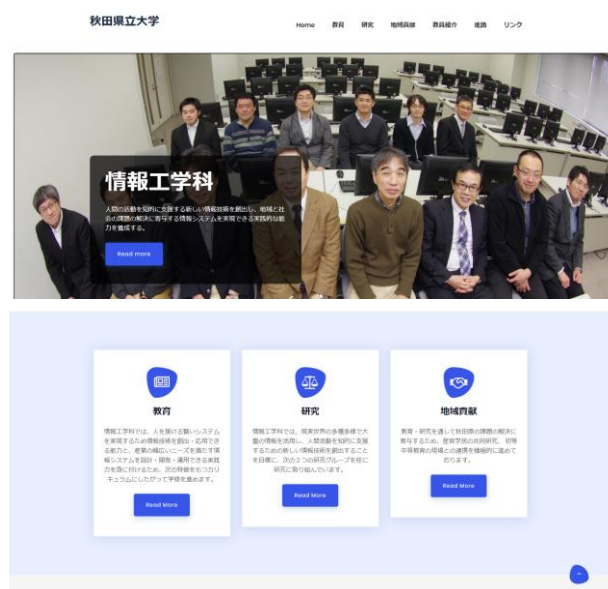 秋田県立大学
Home 教育 研究 地域貢献 教員紹介 進路 リンク
情報工学科
人間の活動を知的に支援する新しい情報技術を創出し、地域と社
会の課題の解決に寄与する情報システムを実現できる実践的な能
力を養成する。
Read more
教育
情報工学科では、人を助ける賢いシステム
を実現するため情報技術を創出・応用でき
る能力と、産業の幅広いニーズを満たす情
報システムを設計・開発・運用できる実践
力を身に付けるため、次の特徴をもつカリ
キュラムにしたがって学修を進めます。
Read More
研究
情報工学科では、現実世界の多種多様で大
量の情報を活用し、人間活動を知的に支援
するための新しい情報技術を創出すること
を目標に、次の2つの研究グループを柱に
研究に取り組んでいます。
Read More
地域貢献
教育・研究を通して秋田県の課題の解決に
寄与するため、産官学民の共同研究、初等
中等教育の現場との連携を積極的に進めて
おります。
Read More